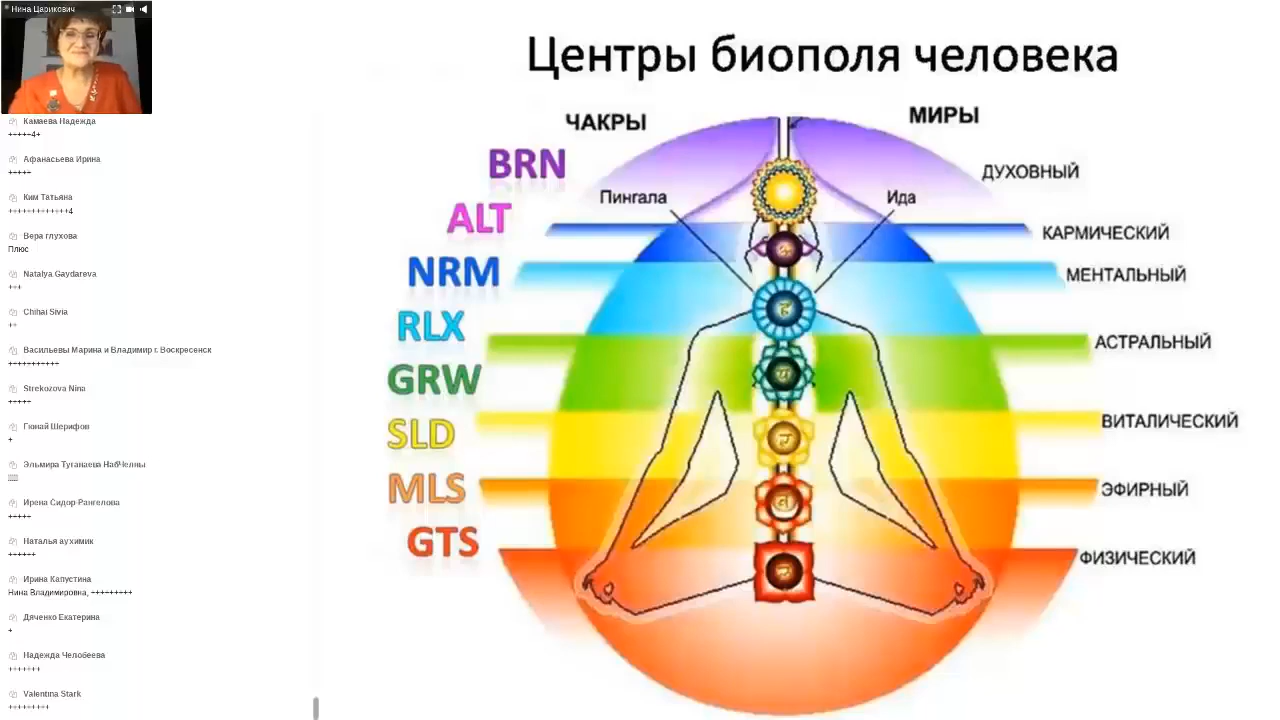 Нина Царикович
Камаева Надежда
+++++4+
Афанасьева Ирина
+++++
Ким Татьяна
+++++++++++++4
Вера глухова
Плюс
Natalya Gaydareva
+++
Chihai Sivia
++
Васильевы Марина и Владимир г. Воскресенск
+++++++++++
Strekozova Nina
+++++
Гюнай Шерифов
+
Эльмира Туганаева НабЧелны
Ирена Сидор-Рангелова
+++++
Наталья аухимик
++++++
Ирина Капустина
Нина Владимировна, +++++++++
Дяченко Екатерина
+
Надежда Челобеева
+++++++
Valentina Stark
+++++++++
Центры биополя человека
ЧАКРЫ
МИРЫ
BRN
ДУХОВНЫЙ
Пингала
Ида
ALT
КАРМИЧЕСКИЙ
NRM
МЕНТАЛЬНЫЙ
RLX
АСТРАЛЬНЫЙ
GRW
ВИТАЛИЧЕСКИЙ
SLD
MLS
ЭФИРНЫЙ
GTS
ФИЗИЧЕСКИЙ